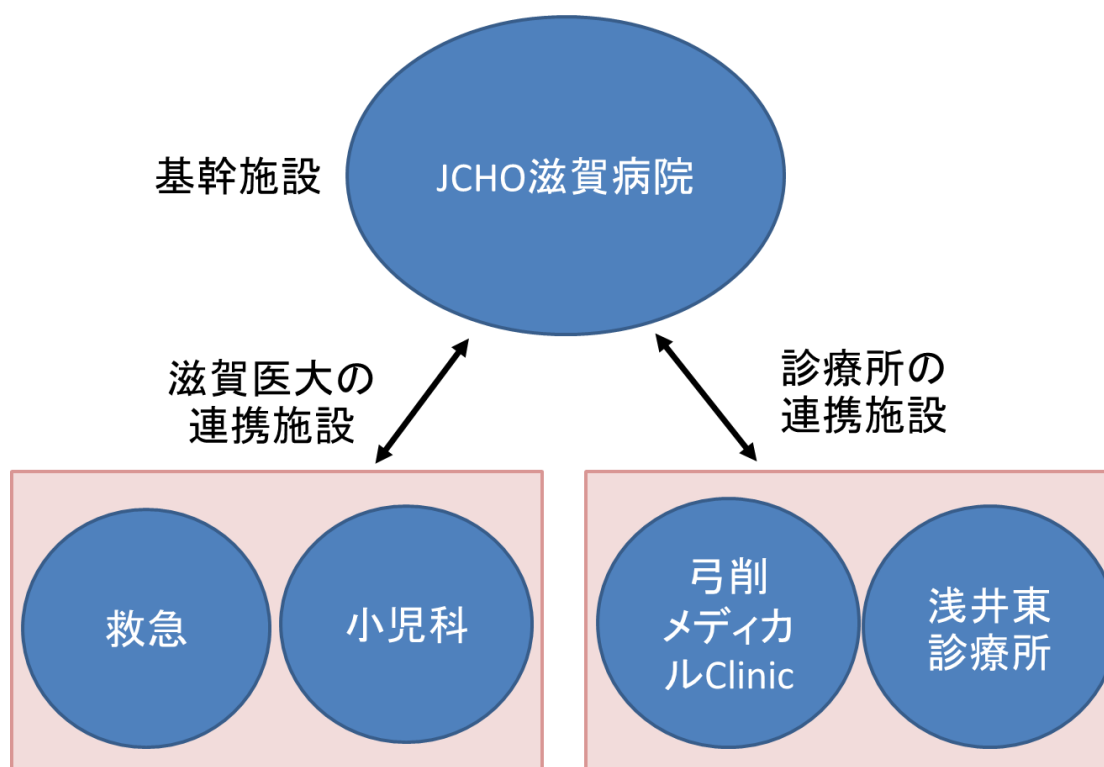 基幹施設
JCHO滋賀病院
滋賀医大の
連携施設
診療所の
連携施設
救急
小児科
弓削
メディカ
ルClinic
浅井東
診療所